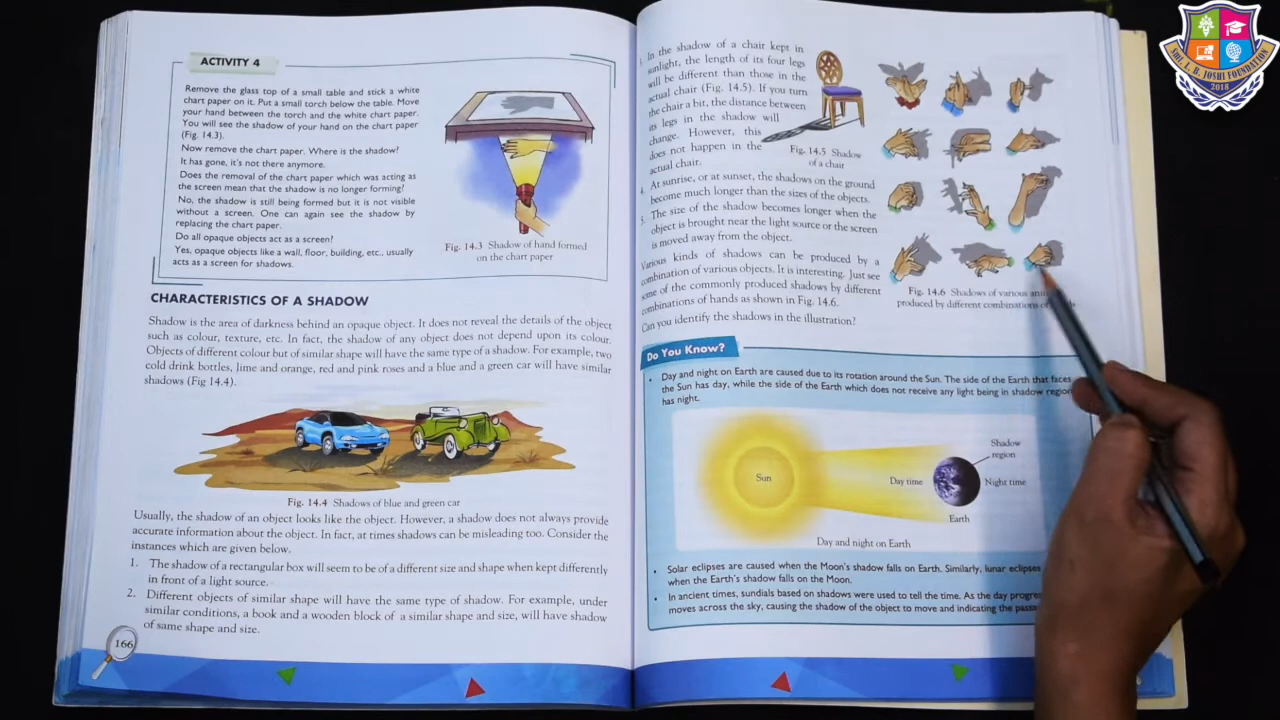 ACTIVITY 4
Remove the glass top of a small table and stick a white
chart paper on it. Put a small torch below the table. Move
your hand between the torch and the white chart paper.
You will see the shadow of your hand on the chart paper
(Fig. 14.3).
Now remove the chart paper. Where is the shadow?
It has gone, it's not there anymore.
Does the removal of the chart paper which was acting as
the screen mean that the shadow is no longer forming?
No, the shadow is still being formed but it is not visible
without a screen. One can again see the shadow by
replacing the chart paper.
Do all opaque objects act as a screen?
Yes, opaque objects like a wall, floor, building, etc., usually
acts as a screen for shadows.
Fig. 14.3 Shadow of hand formed
on the chart paper
CHARACTERISTICS OF A SHADOW
Shadow is the area of darkness behind an opaque object. It does not reveal the details of the object
such as colour, texture, etc. In fact, the shadow of any object does not depend upon its colour.
Objects of different colour but of similar shape will have the same type of a shadow. For example, two
cold drink bottles, lime and orange, red and pink roses and a blue and a green car will have similar
shadows (Fig 14.4).
Fig. 14.4 Shadows of blue and green car
Usually, the shadow of an object looks like the object. However, a shadow does not always provide
accurate information about the object. In fact, at times shadows can be misleading too. Consider the
instances which are given below.
1. The shadow of a rectangular box will seem to be of a different size and shape when kept differently
in front of a light source.
2. Different objects of similar shape will have the same type of shadow. For example, under
similar conditions, a book and a wooden block of a similar shape and size, will have shadow
of same shape and size.
166
In the shadow of a chair kept in
sunlight, the length of its four legs
will be different than those in the
actual chair (Fig. 14.5). If you turn
the chair a bit, the distance between
its legs in the shadow will
change. However, this
does not happen in the
actual chair.
Fig. 14.5 Shadow
of a chair
4. At sunrise, or at sunset, the shadows on the ground
become much longer than the sizes of the objects.
5. The size of the shadow becomes longer when the
object is brought near the light source or the screen
is moved away from the object.
Various kinds of shadows can be produced by a
combination of various objects. It is interesting. Just see
some of the commonly produced shadows by different
combinations of hands as shown in Fig. 14.6.
Can you identify the shadows in the illustration?
Fig. 14.6 Shadows of various
produced by different combinations
Do You Know?
• Day and night on Earth are caused due to its rotation around the Sun. The side of the Earth that faces
the Sun has day, while the side of the Earth which does not receive any light being in shadow region
has night.
Sun
Day time
Shadow
region
Night time
Earth
Day and night on Earth
• Solar eclipses are caused when the Moon's shadow falls on Earth. Similarly, lunar eclipses
when the Earth's shadow falls on the Moon.
• In ancient times, sundials based on shadows were used to tell the time. As the day
moves across the sky, causing the shadow of the object to move and indicating the
SHI. L. B. JOSHI FOUNDATION
2018